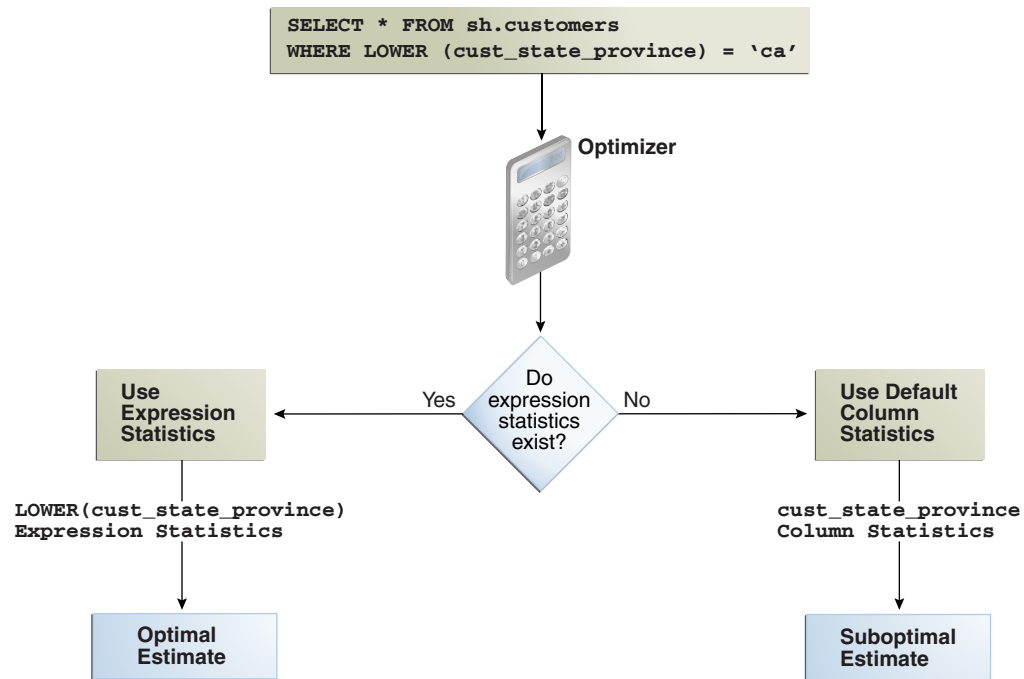 SELECT * FROM sh.customers
WHERE LOWER (cust_state_province) = ‘ca’
Optimizer
Do
expression
statistics
exist?
Yes
No
Use
Expression
Statistics
Use Default
Column
Statistics
LOWER(cust_state_province)
Expression Statistics
cust_state_province
Column Statistics
Optimal
Estimate
Suboptimal
Estimate